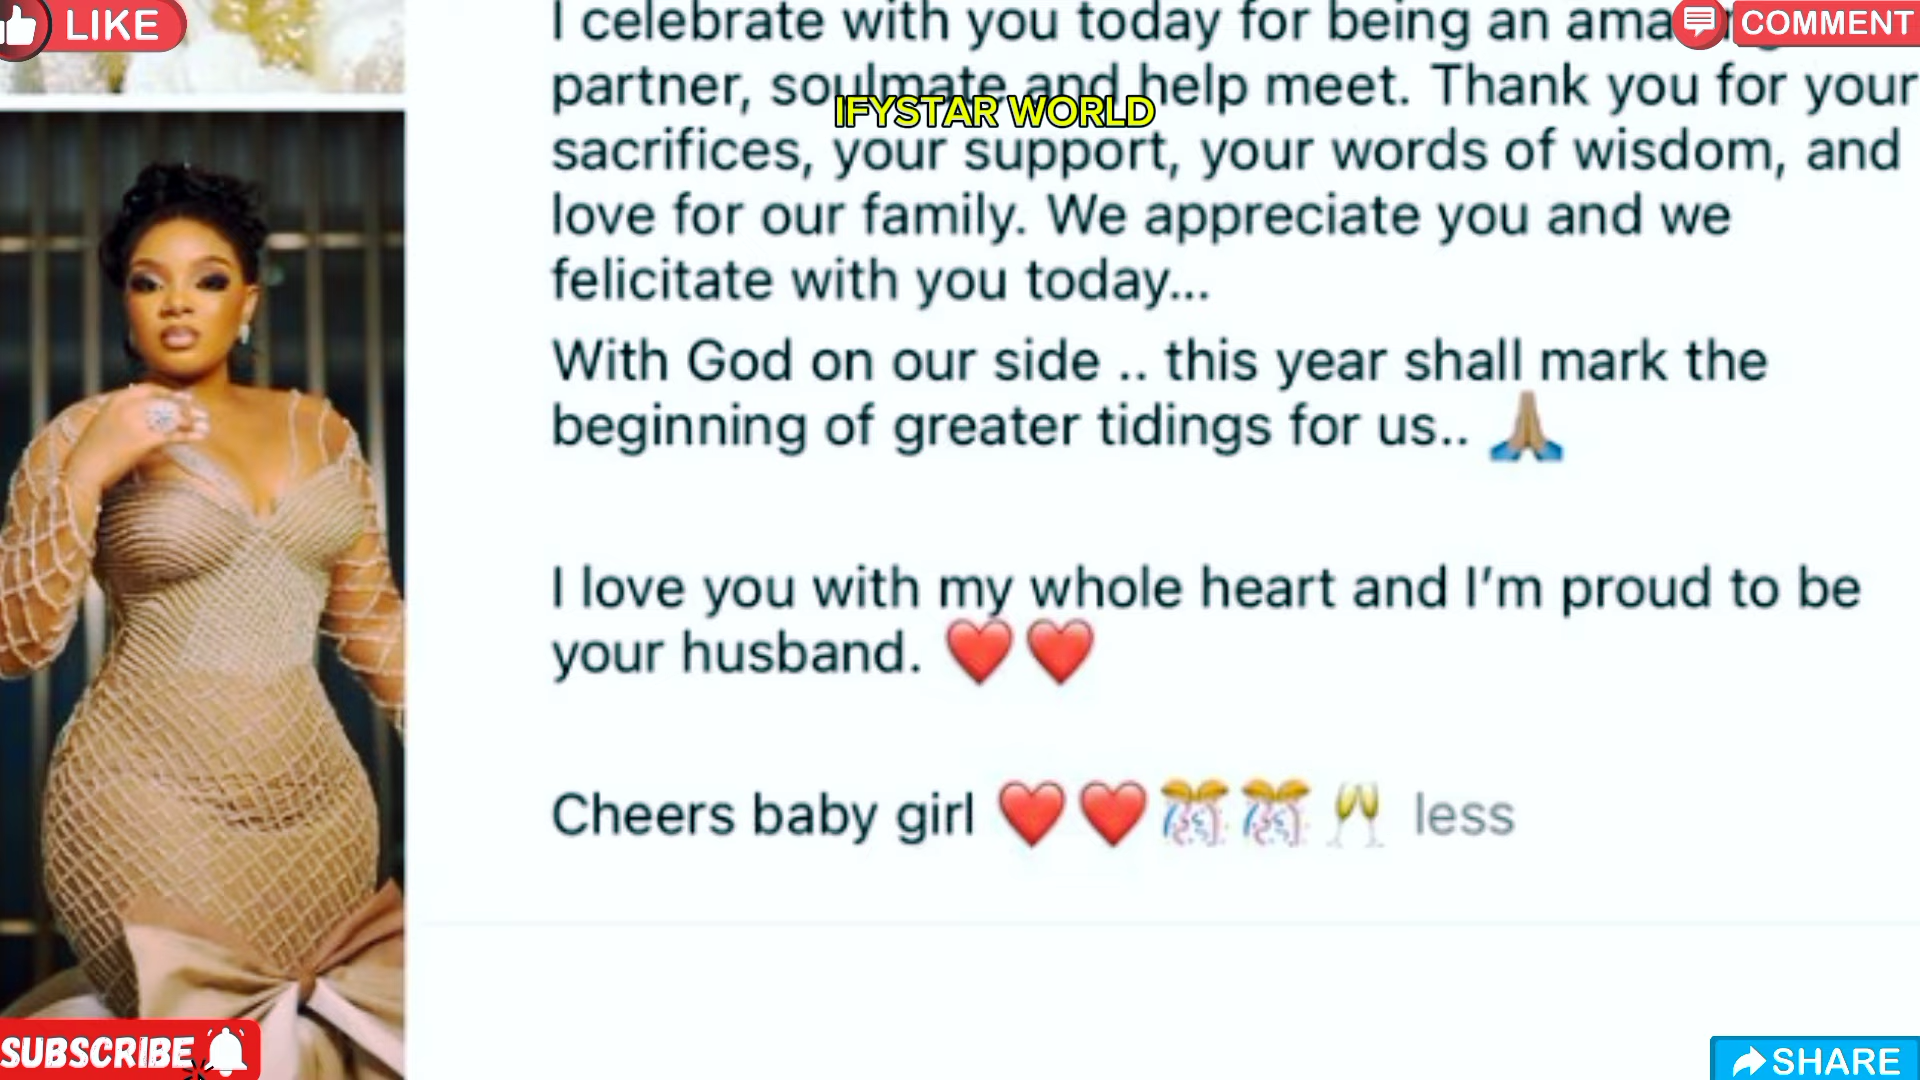 LIKE
COMMENT
I celebrate with you today for being an
partner, soulmate and help meet. Thank you for your
IFYSTAR WORLD
sacrifices, your support, your words of wisdom, and
love for our family. We appreciate you and we
felicitate with you today...
With God on our side .. this year shall mark the
beginning of greater tidings for us.. 🙏🏽
I love you with my whole heart and I’m proud to be
your husband. ❤️❤️
Cheers baby girl ❤️❤️🎊🎊🥂 less
SUBSCRIBE
SHARE